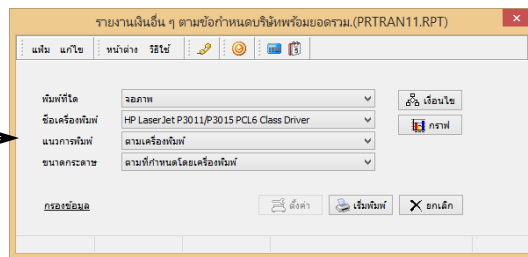 รายงานเงินอื่น ๆ ตามข้อกำหนดบริษัทพร้อมยอดรวม.(PRTRAN11.RPT)
แฟ้ม แก้ไข หน้าต่าง วิธีใช้
พิมพ์ที่ใด จอภาพ เงื่อนไข
ชื่อเครื่องพิมพ์ HP LaserJet P3011/P3015 PCL6 Class Driver กราฟ
แนวการพิมพ์ ตามเครื่องพิมพ์
ขนาดกระดาษ ตามที่กำหนดโดยเครื่องพิมพ์
กรองข้อมูล ตั้งค่า เริ่มพิมพ์ ยกเลิก